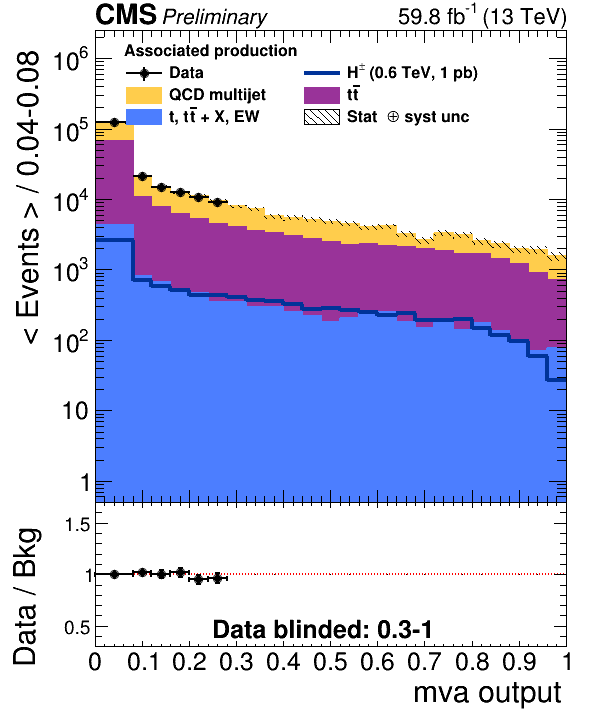 CMS Preliminary 59.8 fb⁻¹ (13 TeV)
Associated production
Data H± (0.6 TeV, 1 pb)
QCD multijet tt̄
t, tt̄ + X, EW Stat ⊕ syst unc
< Events > / 0.04-0.08
10⁶
10⁵
10⁴
10³
10²
10
1
Data / Bkg
1.5
1
0.5
Data blinded: 0.3-1
0 0.1 0.2 0.3 0.4 0.5 0.6 0.7 0.8 0.9 1
mva output